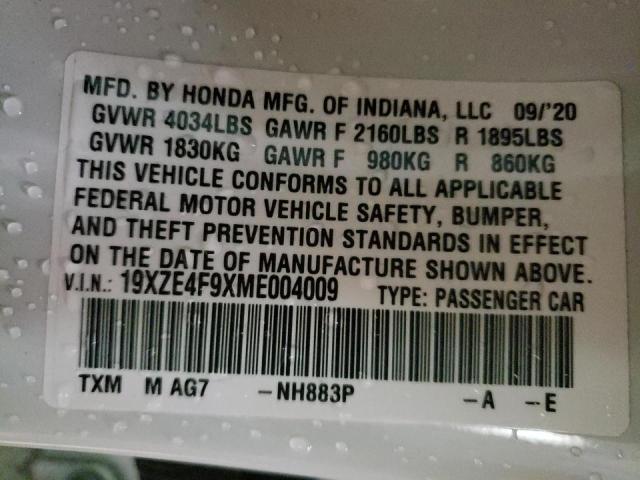 MFD. BY HONDA MFG. OF INDIANA, LLC 09/'20
GVWR 4034LBS GAWR F 2160LBS R 1895LBS
GVWR 1830KG GAWR F 980KG R 860KG
THIS VEHICLE CONFORMS TO ALL APPLICABLE
FEDERAL MOTOR VEHICLE SAFETY, BUMPER,
AND THEFT PREVENTION STANDARDS IN EFFECT
ON THE DATE OF MANUFACTURE SHOWN ABOVE.
V.I.N.: 19XZE4F9XME004009 TYPE: PASSENGER CAR
TXM M AG7 –NH883P –A –E